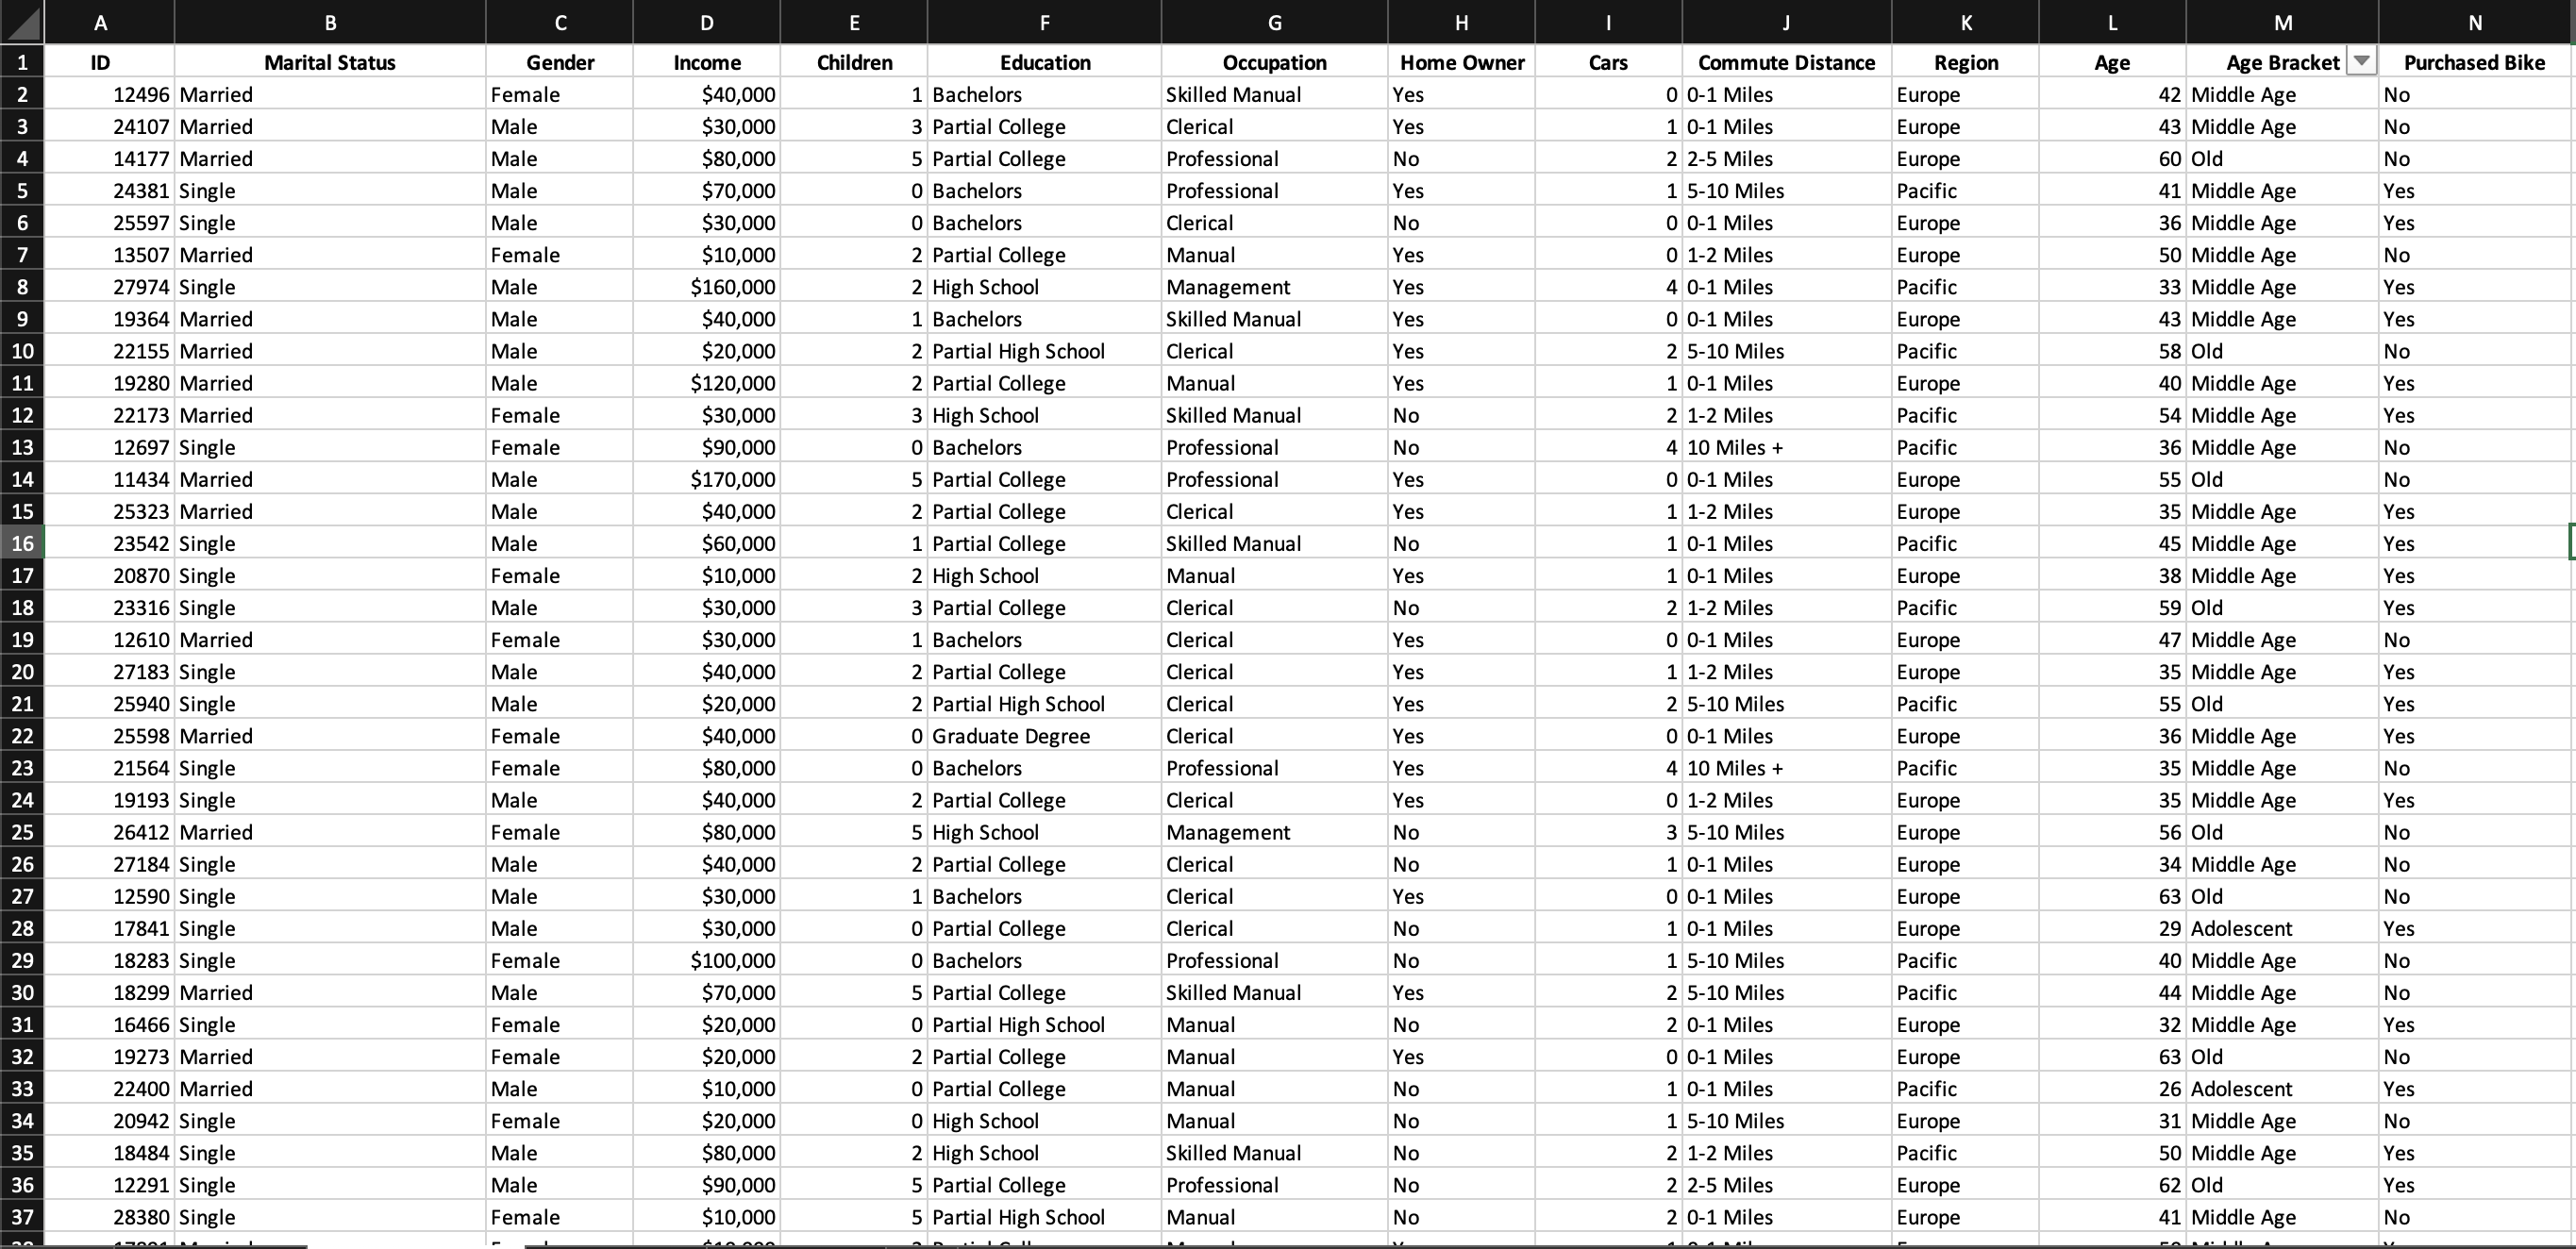 A B C D E F G H I J K L M N
1 ID Marital Status Gender Income Children Education Occupation Home Owner Cars Commute Distance Region Age Age Bracket Purchased Bike
2 12496 Married Female $40,000 1 Bachelors Skilled Manual Yes 0 0-1 Miles Europe 42 Middle Age No
3 24107 Married Male $30,000 3 Partial College Clerical Yes 1 0-1 Miles Europe 43 Middle Age No
4 14177 Married Male $80,000 5 Partial College Professional No 2 2-5 Miles Europe 60 Old No
5 24381 Single Male $70,000 0 Bachelors Professional Yes 1 5-10 Miles Pacific 41 Middle Age Yes
6 25597 Single Male $30,000 0 Bachelors Clerical No 0 0-1 Miles Europe 36 Middle Age Yes
7 13507 Married Female $10,000 2 Partial College Manual Yes 0 1-2 Miles Europe 50 Middle Age No
8 27974 Single Male $160,000 2 High School Management Yes 4 0-1 Miles Pacific 33 Middle Age Yes
9 19364 Married Male $40,000 1 Bachelors Skilled Manual Yes 0 0-1 Miles Europe 43 Middle Age Yes
10 22155 Married Male $20,000 2 Partial High School Clerical Yes 2 5-10 Miles Pacific 58 Old No
11 19280 Married Male $120,000 2 Partial College Manual Yes 1 0-1 Miles Europe 40 Middle Age Yes
12 22173 Married Female $30,000 3 High School Skilled Manual No 2 1-2 Miles Pacific 54 Middle Age Yes
13 12697 Single Female $90,000 0 Bachelors Professional No 4 10 Miles + Pacific 36 Middle Age No
14 11434 Married Male $170,000 5 Partial College Professional Yes 0 0-1 Miles Europe 55 Old No
15 25323 Married Male $40,000 2 Partial College Clerical Yes 1 1-2 Miles Europe 35 Middle Age Yes
16 23542 Single Male $60,000 1 Partial College Skilled Manual No 1 0-1 Miles Pacific 45 Middle Age Yes
17 20870 Single Female $10,000 2 High School Manual Yes 1 0-1 Miles Europe 38 Middle Age Yes
18 23316 Single Male $30,000 3 Partial College Clerical No 2 1-2 Miles Pacific 59 Old Yes
19 12610 Married Female $30,000 1 Bachelors Clerical Yes 0 0-1 Miles Europe 47 Middle Age No
20 27183 Single Male $40,000 2 Partial College Clerical Yes 1 1-2 Miles Europe 35 Middle Age Yes
21 25940 Single Male $20,000 2 Partial High School Clerical Yes 2 5-10 Miles Pacific 55 Old Yes
22 25598 Married Female $40,000 0 Graduate Degree Clerical Yes 0 0-1 Miles Europe 36 Middle Age Yes
23 21564 Single Female $80,000 0 Bachelors Professional Yes 4 10 Miles + Pacific 35 Middle Age No
24 19193 Single Male $40,000 2 Partial College Clerical Yes 0 1-2 Miles Europe 35 Middle Age Yes
25 26412 Married Female $80,000 5 High School Management No 3 5-10 Miles Europe 56 Old No
26 27184 Single Male $40,000 2 Partial College Clerical No 1 0-1 Miles Europe 34 Middle Age No
27 12590 Single Male $30,000 1 Bachelors Clerical Yes 0 0-1 Miles Europe 63 Old No
28 17841 Single Male $30,000 0 Partial College Clerical No 1 0-1 Miles Europe 29 Adolescent Yes
29 18283 Single Female $100,000 0 Bachelors Professional No 1 5-10 Miles Pacific 40 Middle Age No
30 18299 Married Male $70,000 5 Partial College Skilled Manual Yes 2 5-10 Miles Pacific 44 Middle Age No
31 16466 Single Female $20,000 0 Partial High School Manual No 2 0-1 Miles Europe 32 Middle Age Yes
32 19273 Married Female $20,000 2 Partial College Manual Yes 0 0-1 Miles Europe 63 Old No
33 22400 Married Male $10,000 0 Partial College Manual No 1 0-1 Miles Pacific 26 Adolescent Yes
34 20942 Single Female $20,000 0 High School Manual No 1 5-10 Miles Europe 31 Middle Age No
35 18484 Single Male $80,000 2 High School Skilled Manual No 2 1-2 Miles Pacific 50 Middle Age Yes
36 12291 Single Male $90,000 5 Partial College Professional No 2 2-5 Miles Europe 62 Old Yes
37 28380 Single Female $10,000 5 Partial High School Manual No 2 0-1 Miles Europe 41 Middle Age No